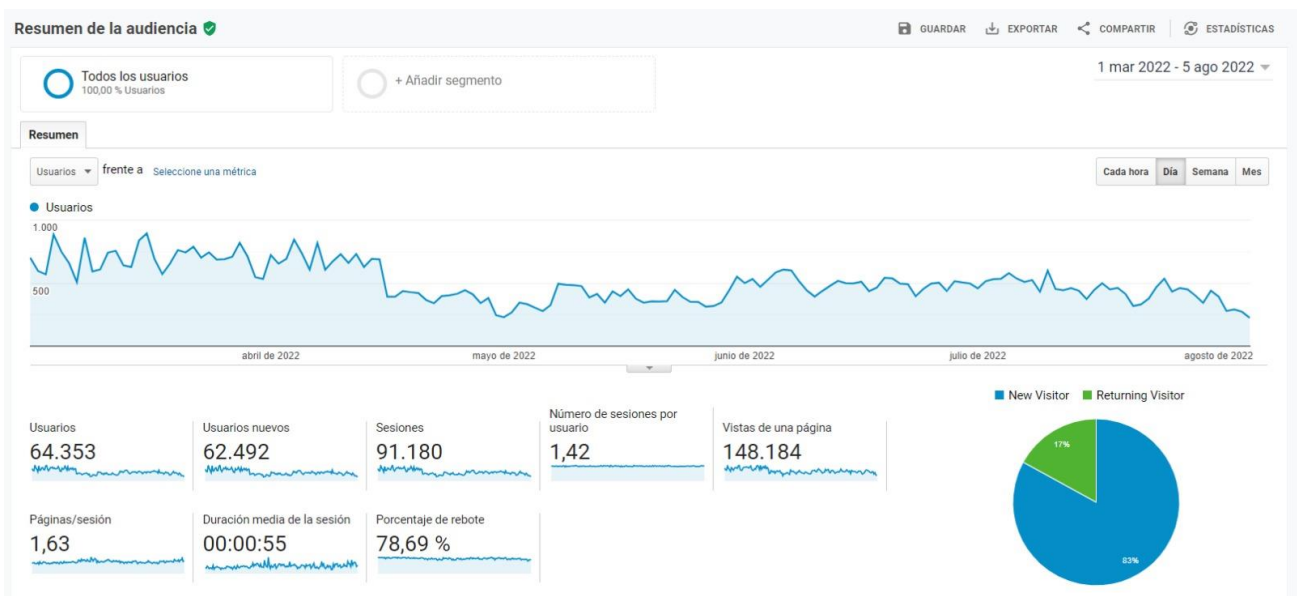 Resumen de la audiencia
GUARDAR EXPORTAR COMPARTIR ESTADÍSTICAS
Todos los usuarios
100,00 % Usuarios
+ Añadir segmento
1 mar 2022 - 5 ago 2022
Resumen
Usuarios frente a Seleccione una métrica
Cada hora Día Semana Mes
Usuarios
1.000
500
abril de 2022 mayo de 2022 junio de 2022 julio de 2022 agosto de 2022
New Visitor Returning Visitor
Usuarios
64.353
Usuarios nuevos
62.492
Sesiones
91.180
Número de sesiones por
usuario
1,42
Vistas de una página
148.184
Páginas/sesión
1,63
Duración media de la sesión
00:00:55
Porcentaje de rebote
78,69 %
17%
83%